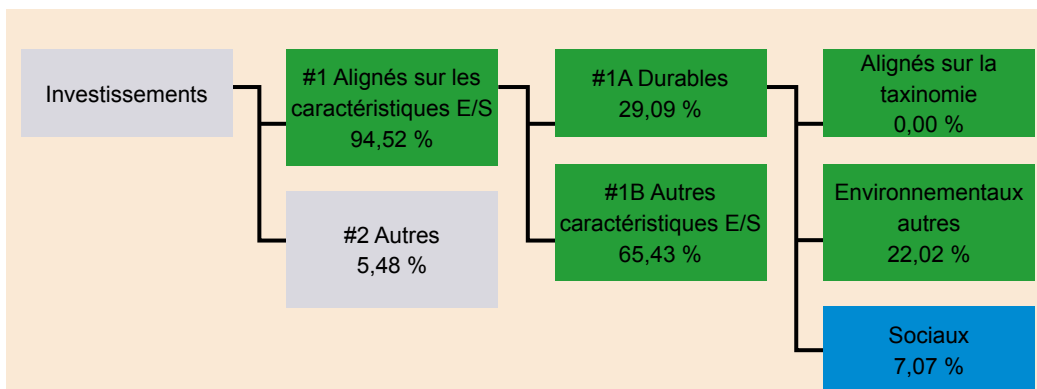 Investissements
#1 Alignés sur les
caractéristiques E/S
94,52 %
#2 Autres
5,48 %
#1A Durables
29,09 %
#1B Autres
caractéristiques E/S
65,43 %
Alignés sur la
taxinomie
0,00 %
Environnementaux
autres
22,02 %
Sociaux
7,07 %